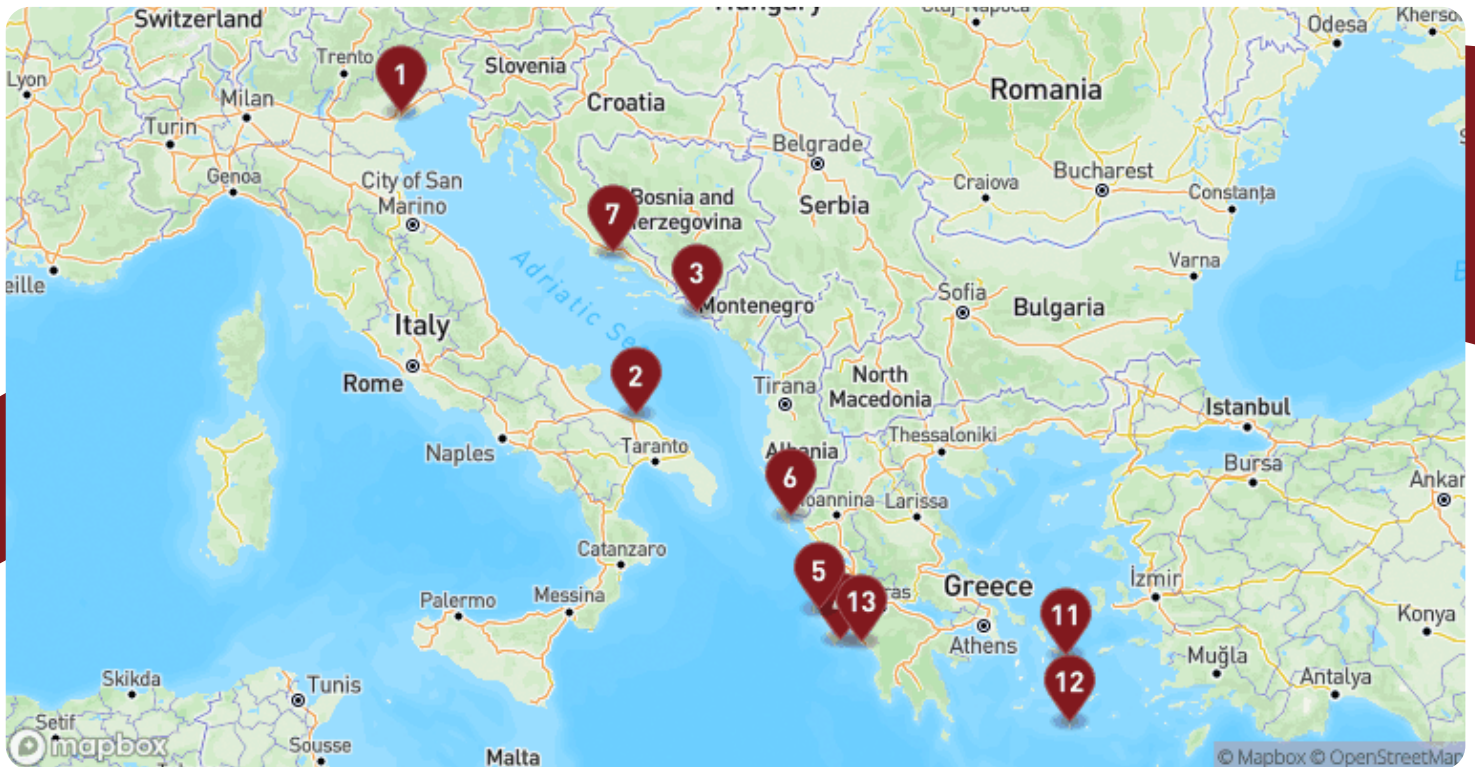 Hungary
Cluj-Napoca
Switzerland
Odesa
Trento
Slovenia
1
Lyon
Milan
Croatia
Romania
Turin
Belgrade
Genoa
City of San
Marino
Bucharest
Craiova
Constanța
7
Bosnia and
Herzegovina
Serbia
Adriatic Sea
Varna
3
Montenegro
Sofia
Bulgaria
Italy
Rome
2
Tirana
North
Macedonia
Istanbul
Naples
Taranto
Albania
Thessaloniki
Bursa
6
Ioannina
Larissa
Ankar
Catanzaro
5
13
ras
Greece
İzmir
Palermo
Messina
11
Athens
Konya
Muğla
12
Skikda
Tunis
Antalya
Setif
mapbox
Sousse
Malta
© Mapbox © OpenStreetMap